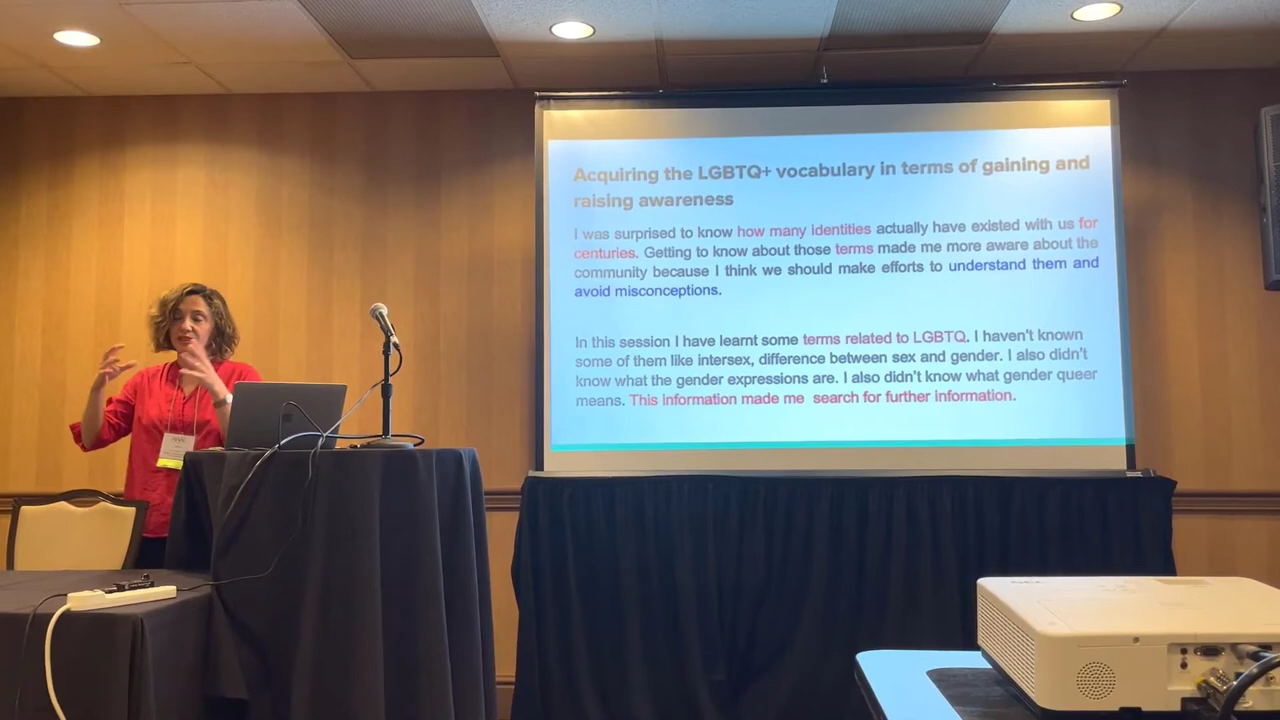 Acquiring the LGBTQ+ vocabulary in terms of gaining and
raising awareness
I was surprised to know how many identities actually have existed with us for
centuries. Getting to know about those terms made me more aware about the
community because I think we should make efforts to understand them and
avoid misconceptions.
In this session I have learnt some terms related to LGBTQ. I haven't known
some of them like intersex, difference between sex and gender. I also didn't
know what the gender expressions are. I also didn't know what gender queer
means. This information made me search for further information.